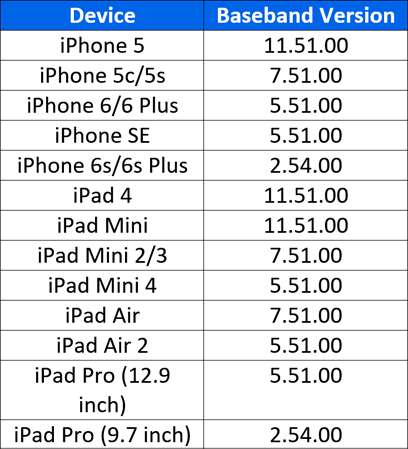 Device Baseband Version
iPhone 5 11.51.00
iPhone 5c/5s 7.51.00
iPhone 6/6 Plus 5.51.00
iPhone SE 5.51.00
iPhone 6s/6s Plus 2.54.00
iPad 4 11.51.00
iPad Mini 11.51.00
iPad Mini 2/3 7.51.00
iPad Mini 4 5.51.00
iPad Air 7.51.00
iPad Air 2 5.51.00
iPad Pro (12.9 5.51.00
inch)
iPad Pro (9.7 inch) 2.54.00